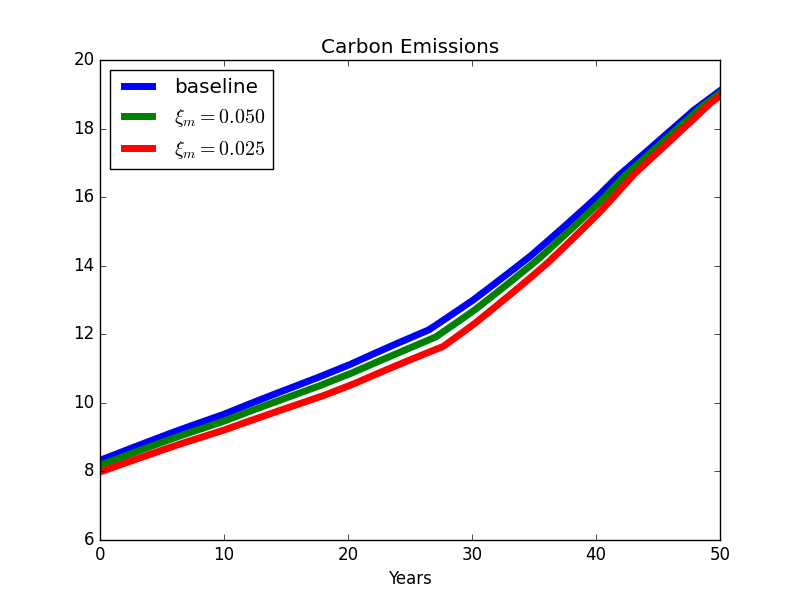 Carbon Emissions
20
18
16
14
12
10
8
6
baseline
ξₘ = 0.050
ξₘ = 0.025
0 10 20 30 40 50
Years